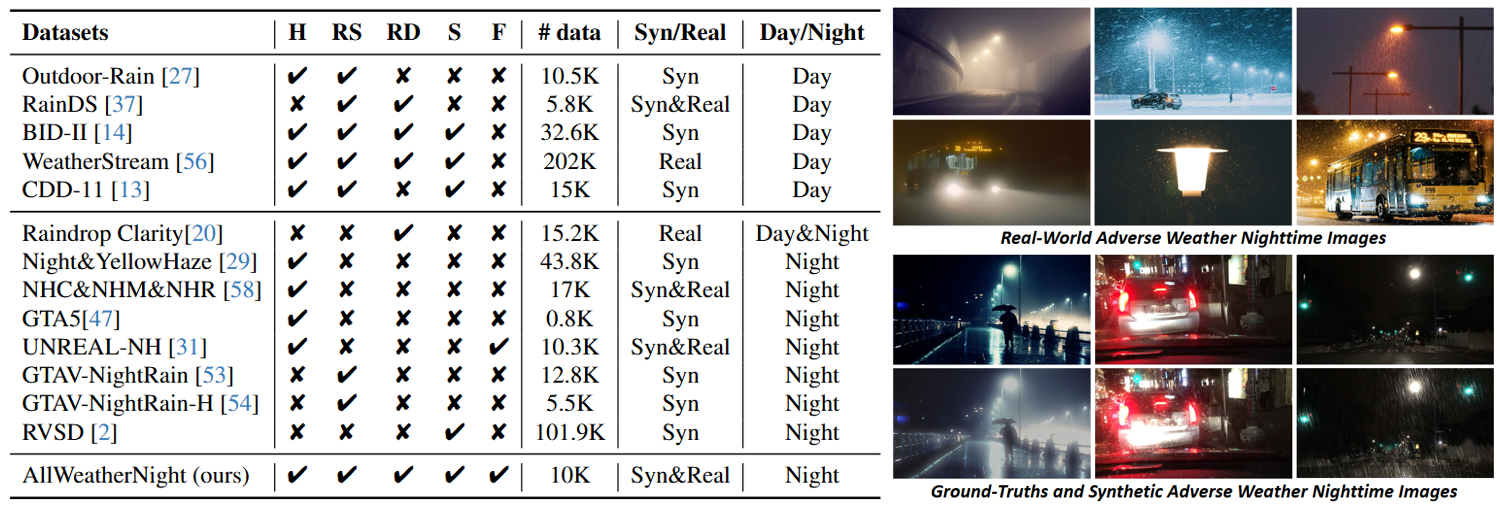 Datasets H RS RD S F # data Syn/Real Day/Night
Outdoor-Rain [27] ✔ ✔ ✘ ✘ ✘ 10.5K Syn Day
RainDS [37] ✘ ✔ ✔ ✘ ✘ 5.8K Syn&Real Day
BID-II [14] ✔ ✔ ✔ ✔ ✘ 32.6K Syn Day
WeatherStream [56] ✔ ✔ ✔ ✔ ✘ 202K Real Day
CDD-11 [13] ✔ ✔ ✘ ✔ ✘ 15K Syn Day
Raindrop Clarity[20] ✘ ✘ ✔ ✘ ✘ 15.2K Real Day&Night
Night&YellowHaze [29] ✔ ✘ ✘ ✘ ✘ 43.8K Syn Night
NHC&NHM&NHR [58] ✔ ✘ ✘ ✘ ✘ 17K Syn&Real Night
GTA5[47] ✔ ✘ ✘ ✘ ✘ 0.8K Syn Night
UNREAL-NH [31] ✔ ✘ ✘ ✘ ✔ 10.3K Syn&Real Night
GTAV-NightRain [53] ✘ ✔ ✘ ✘ ✘ 12.8K Syn Night
GTAV-NightRain-H [54] ✘ ✔ ✘ ✘ ✘ 5.5K Syn Night
RVSD [2] ✘ ✘ ✘ ✔ ✘ 101.9K Syn Night
AllWeatherNight (ours) ✔ ✔ ✔ ✔ ✔ 10K Syn&Real Night
29
Real-World Adverse Weather Nighttime Images
Ground-Truths and Synthetic Adverse Weather Nighttime Images